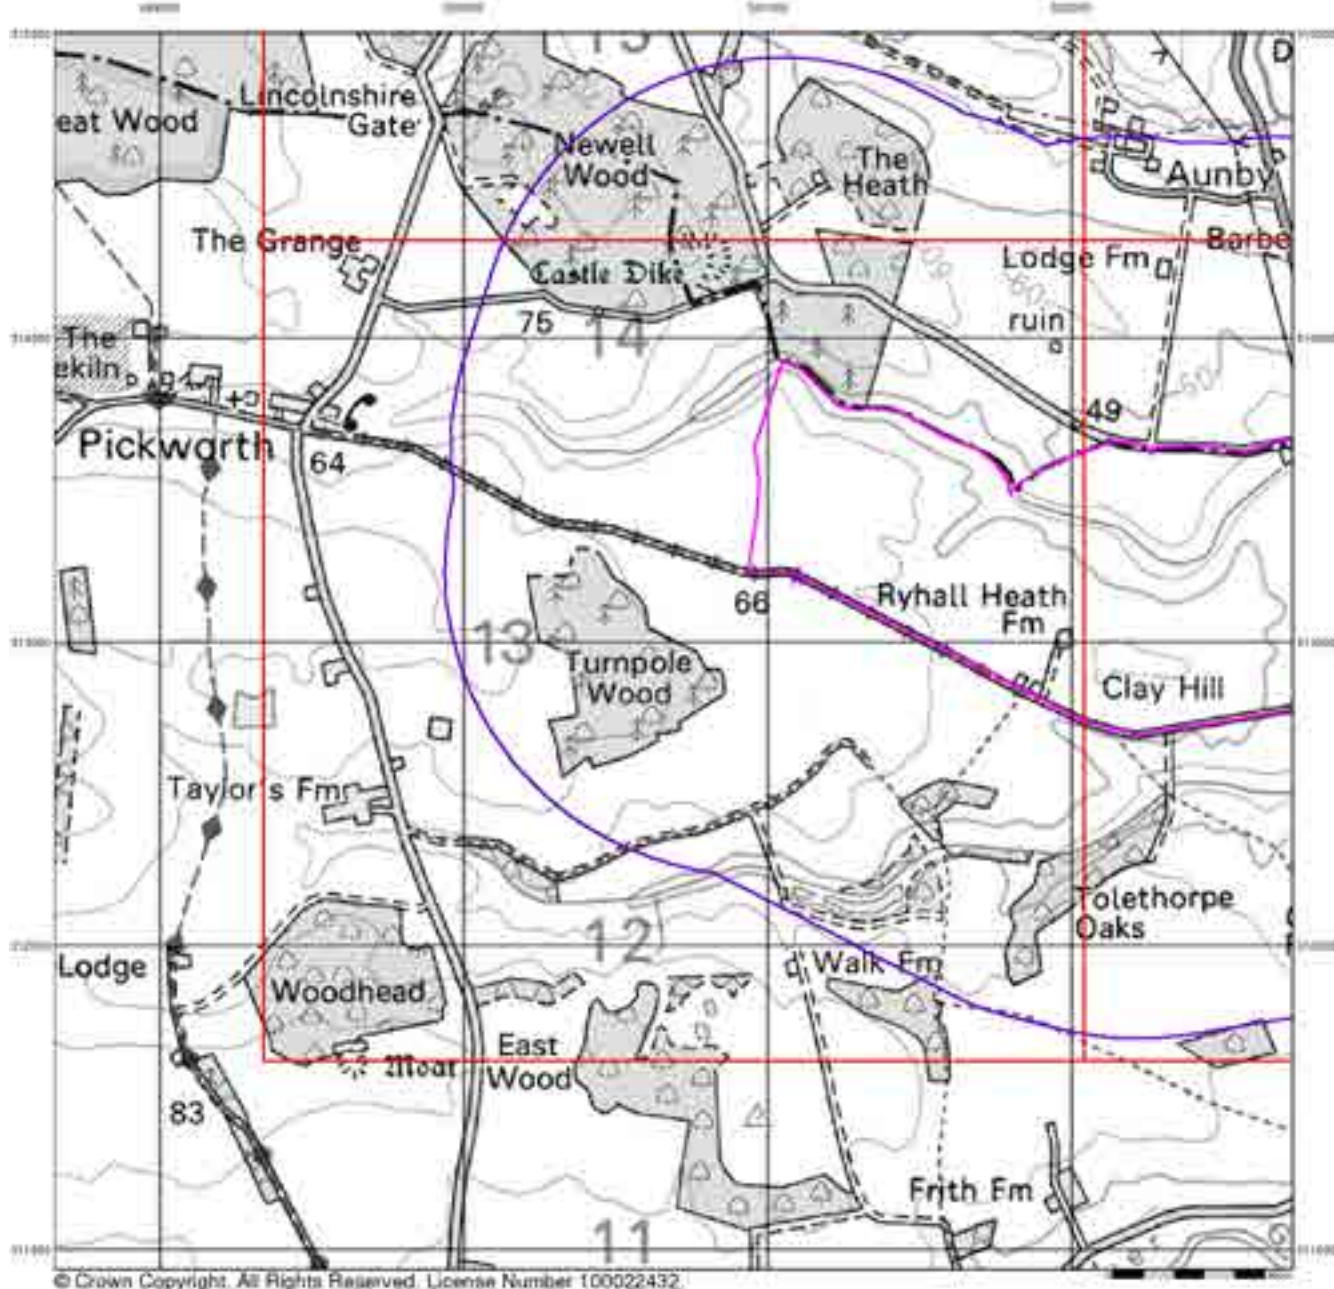 15
D
Lincolnshire
Gate
eat Wood
Newell
Wood
The
Heath
Aunby
The Grange
Barbe
Lodge Fm
Castle Dike
75
14
ruin
The
ekiln
50
49
Pickworth
64
66
Ryhall Heath
Fm
13
Turnpole
Wood
Clay Hill
Taylor's Fm
Tolethorpe
Oaks
12
Lodge
Walk Fm
Woodhead
East
Wood
Moat
83
Frith Fm
11
© Crown Copyright. All Rights Reserved. License Number 100022432.